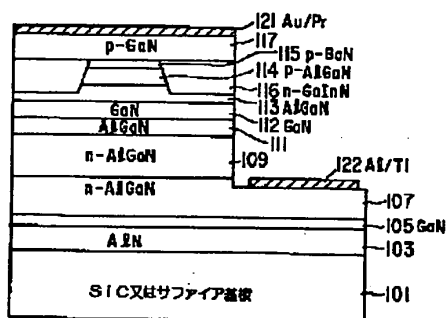 121 Au/Pr
117
p-GaN
115 p-BaN
114 P-AlGaN
116 n-GaInN
113 AlGaN
GaN
112 GaN
AlGaN
111
n-AlGaN
109
122 Al/Tl
n-AlGaN
107
105 GaN
AlN
103
SiC又はサファイア基板
101